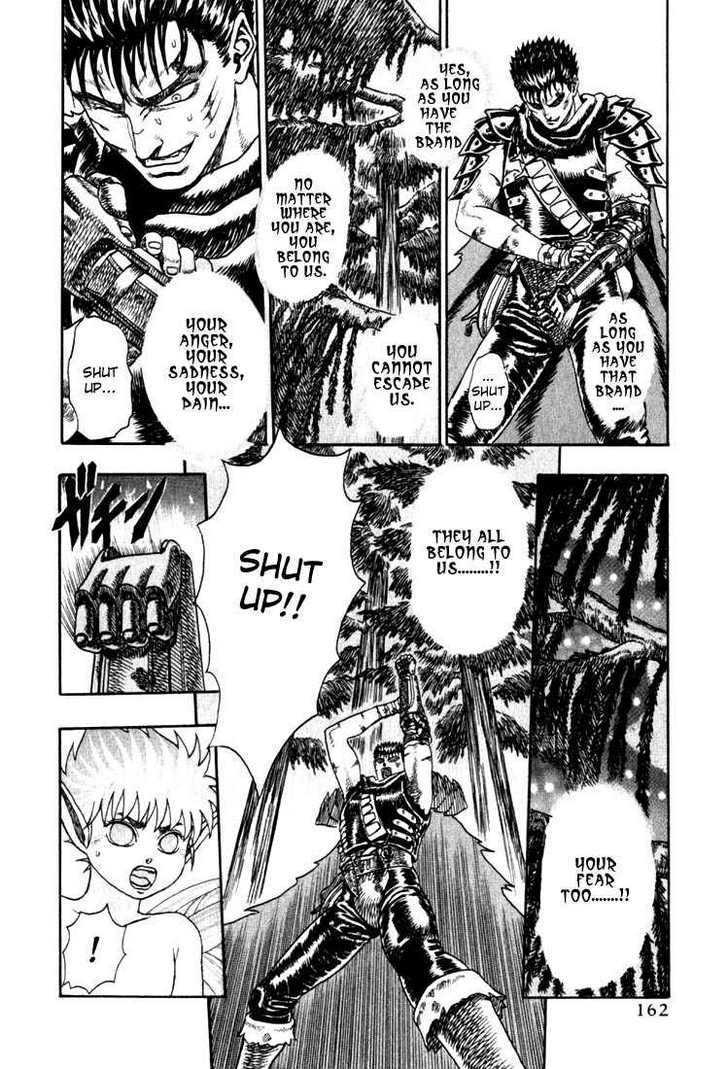 AS
LONG
AS YOU
HAVE
THAT
BRAND
....
...
SHUT
UP...
YES,
AS LONG
AS YOU
HAVE
THE
BRAND
NO
MATTER
WHERE
YOU
ARE,
YOU
BELONG
TO US.
YOU
CANNOT
ESCAPE
US.
YOUR
ANGER,
YOUR
SADNESS,
YOUR
PAIN...
SHUT
UP...
THEY ALL
BELONG TO
US........!!
YOUR
FEAR
TOO.......!!
SHUT
UP!!
ガチン
!
162